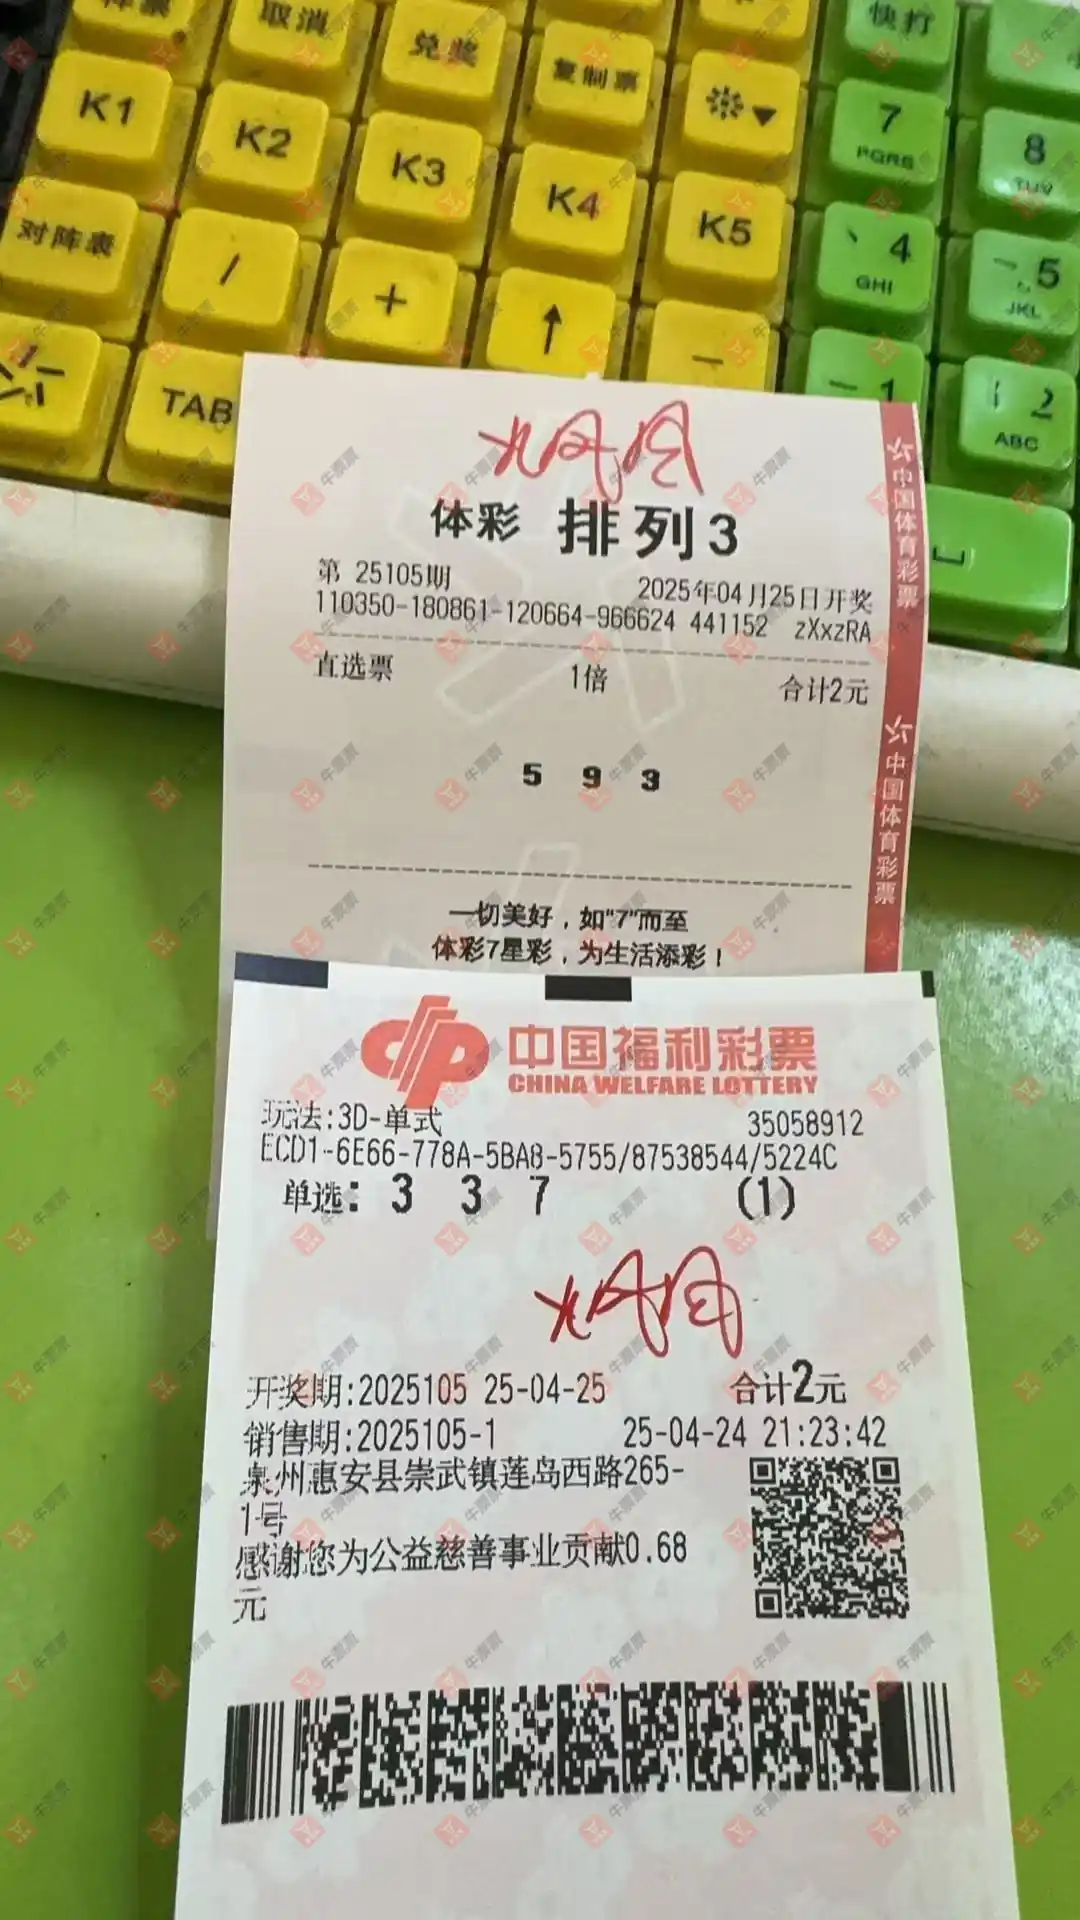 取消
兑奖
复制票
快打
K1
K2
K3
K4
K5
7
PQRS
8
TUV
对阵表
/
+
↑
-
4
GHI
5
JKL
TAB
1
2
ABC
体彩 排列3
第 25105期 2025年04月25日开奖
110350-180861-120664-966624 441152 zXxzRA
直选票 1倍 合计2元
5 9 3
一切美好，如"7"而至
体彩7星彩，为生活添彩！
中国体育彩票
中国体育彩票
中国福利彩票
CHINA WELFARE LOTTERY
玩法:3D-单式 35058912
ECD1-6E66-778A-5BA8-5755/87538544/5224C
单选: 3 3 7 (1)
开奖期:2025105 25-04-25 合计2元
销售期:2025105-1 25-04-24 21:23:42
泉州惠安县崇武镇莲岛西路265-
1号
感谢您为公益慈善事业贡献0.68
元
牛票票